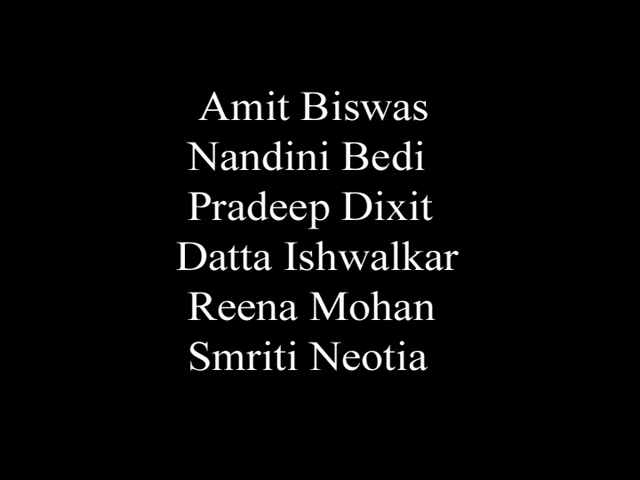 Amit Biswas
Nandini Bedi
Pradeep Dixit
Datta Ishwalkar
Reena Mohan
Smriti Neotia